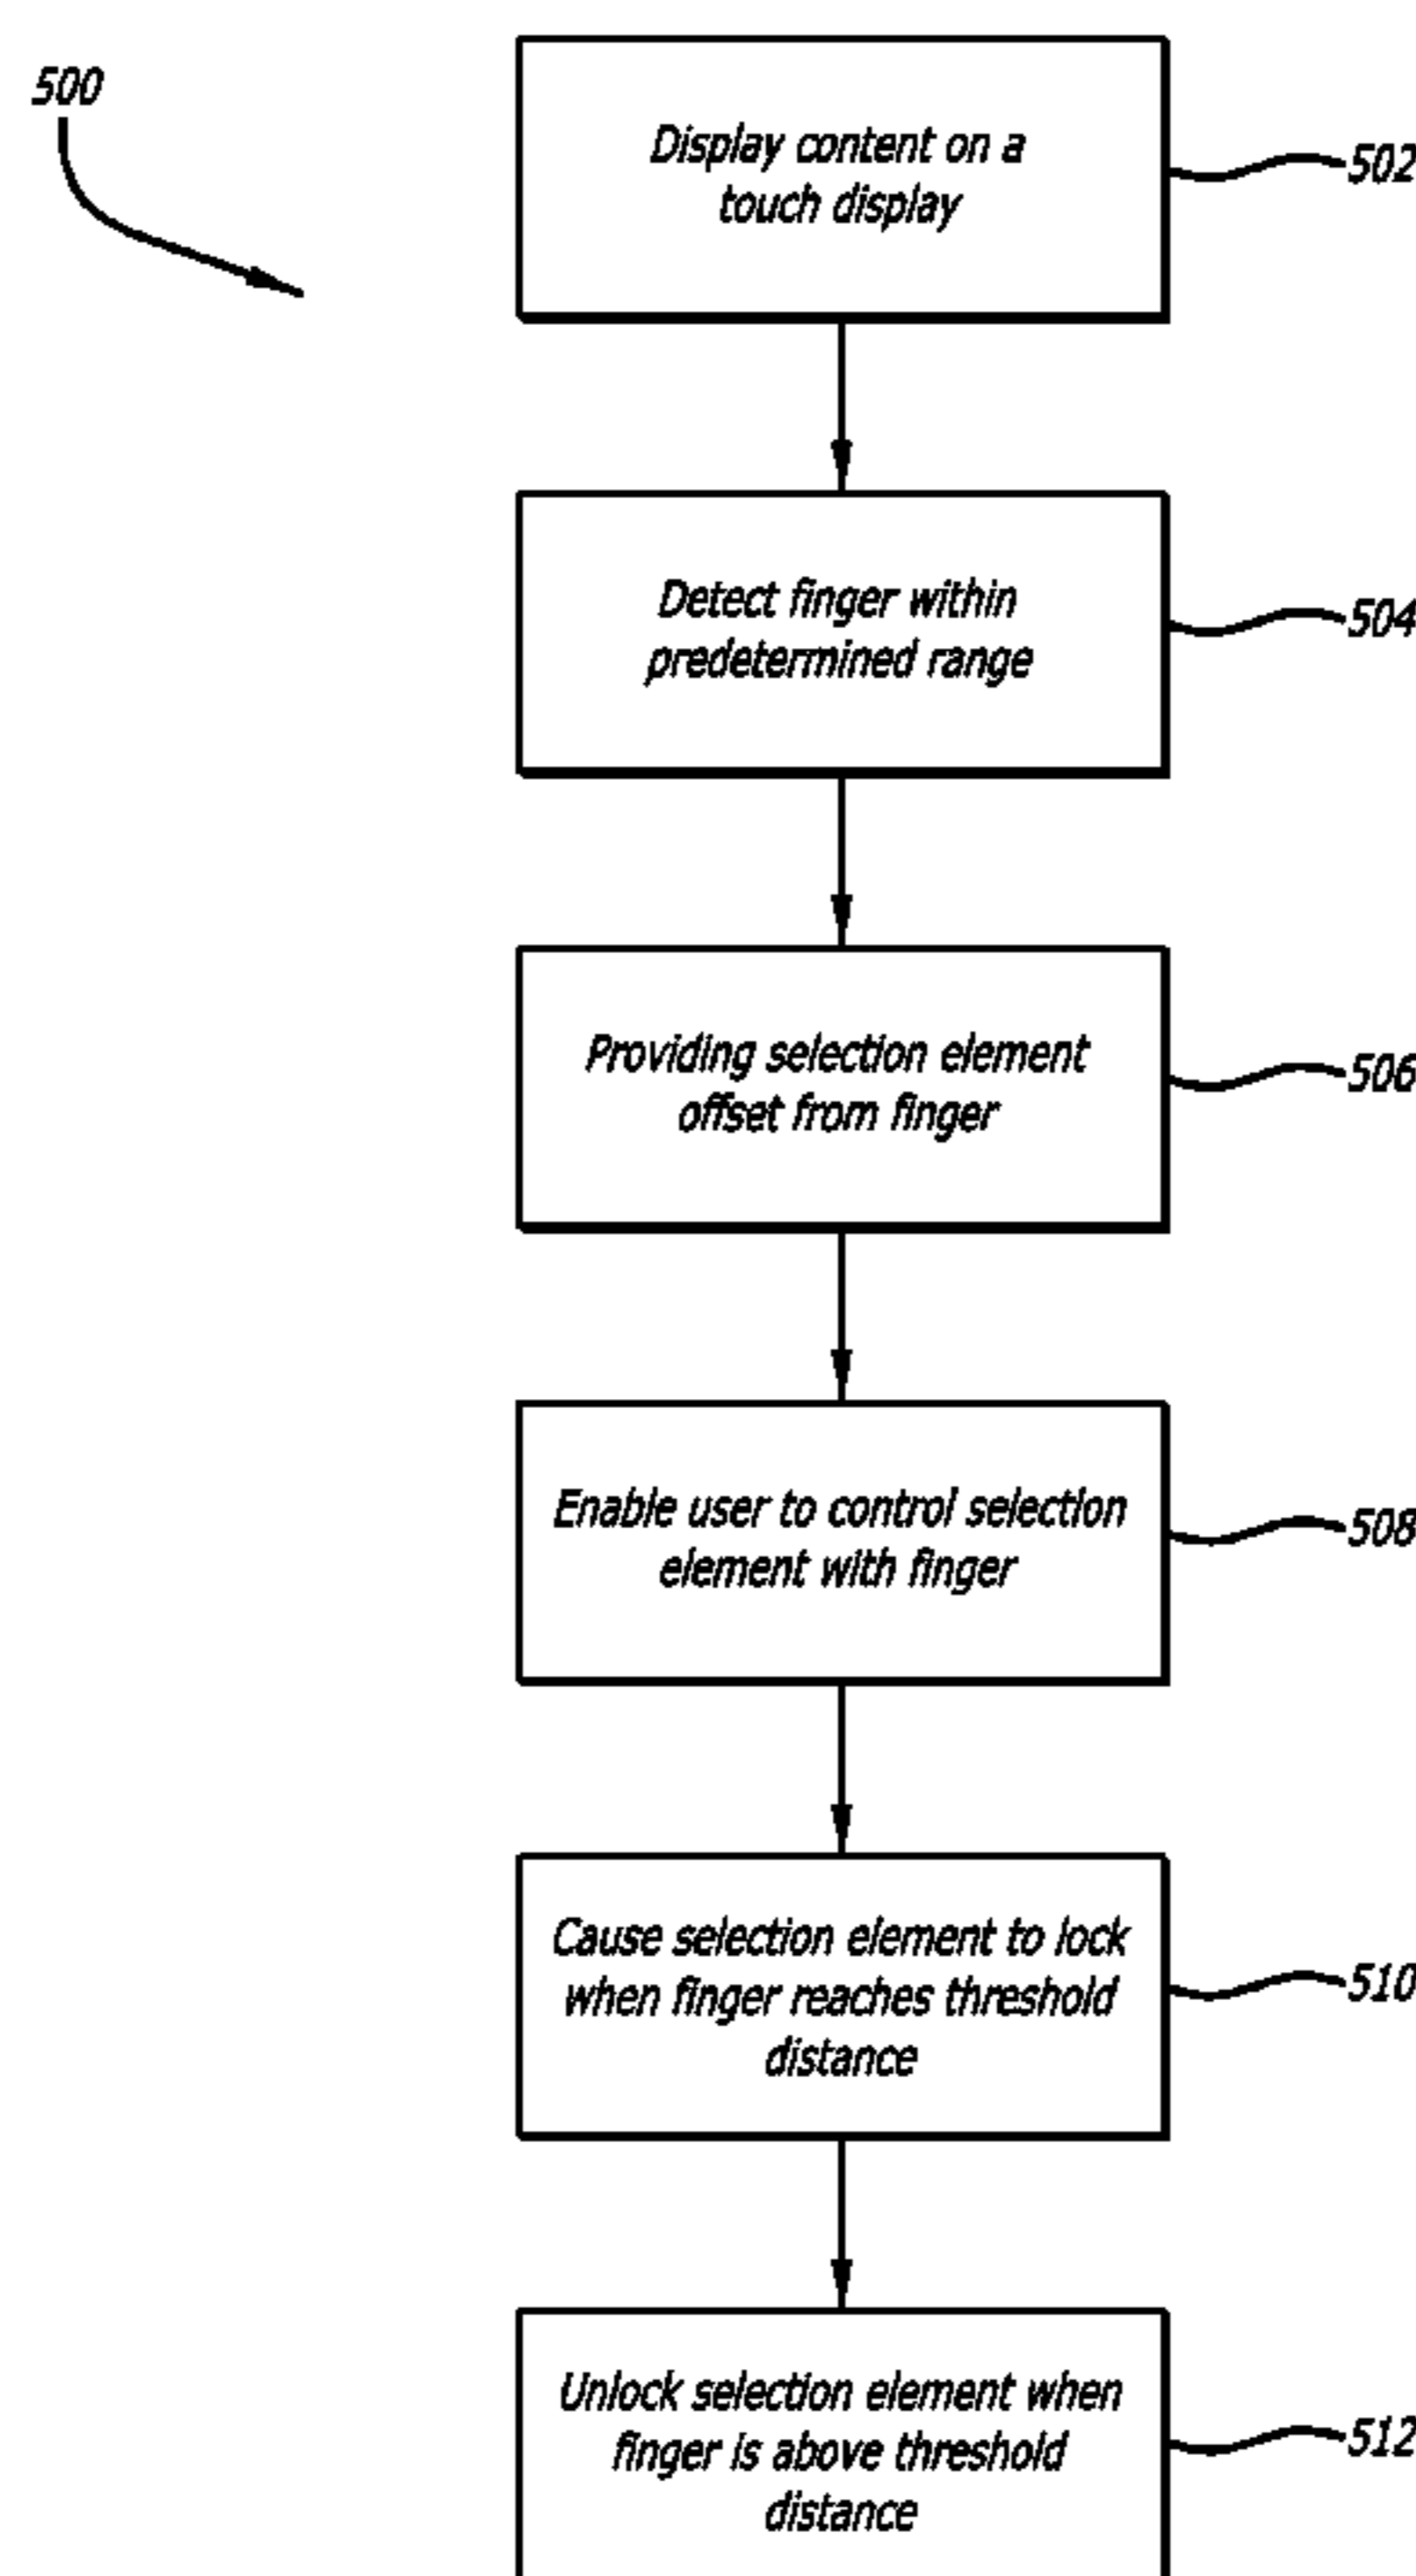 500
Display content on a
touch display
502
Detect finger within
predetermined range
504
Providing selection element
offset from finger
506
Enable user to control selection
element with finger
508
Cause selection element to lock
when finger reaches threshold
distance
510
Unlock selection element when
finger is above threshold
distance
512